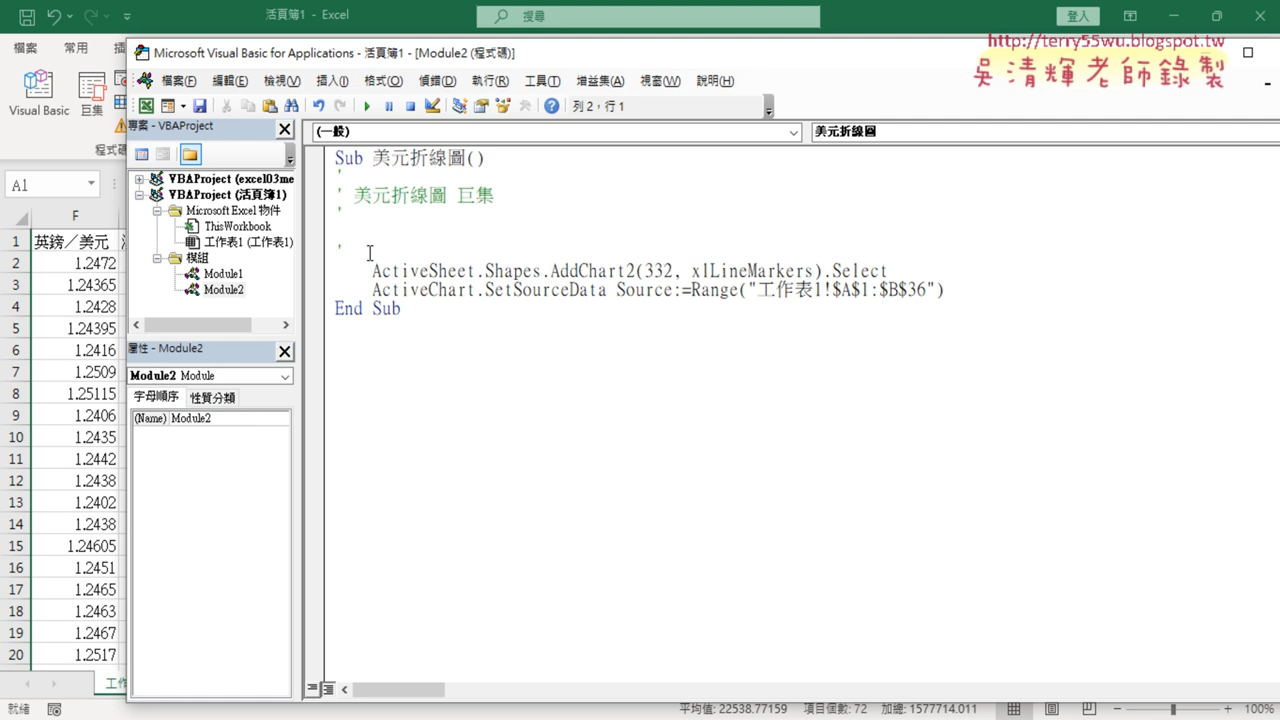 活頁簿1 - Excel
搜尋
登入
檔案
常用
Visual Basic
巨集
程式碼
http://terry55wu.blogspot.tw
吳清輝老師錄製
Microsoft Visual Basic for Applications - 活頁簿1 - [Module2 (程式碼)]
檔案(F) 編輯(E) 檢視(V) 插入(I) 格式(O) 偵錯(D) 執行(R) 工具(T) 增益集(A) 視窗(W) 說明(H)
列 2，行 1
專案 - VBAProject
VBAProject (excel03me
VBAProject (活頁簿1)
Microsoft Excel 物件
ThisWorkbook
工作表1 (工作表1)
模組
Module1
Module2
屬性 - Module2
Module2 Module
字母順序 性質分類
(Name) Module2
(一般)
美元折線圖
Sub 美元折線圖()
'
' 美元折線圖 巨集
'
'
ActiveSheet.Shapes.AddChart2(332, xlLineMarkers).Select
ActiveChart.SetSourceData Source:=Range("工作表1!$A$1:$B$36")
End Sub
A1
F
1 英鎊／美元
2 1.2472
3 1.24365
4 1.2428
5 1.24395
6 1.2416
7 1.2509
8 1.25115
9 1.2406
10 1.2435
11 1.2442
12 1.2438
13 1.2402
14 1.2438
15 1.24605
16 1.2451
17 1.2465
18 1.2463
19 1.2467
20 1.2517
就緒
平均值: 22538.77159 項目個數: 72 加總: 1577714.011
100%